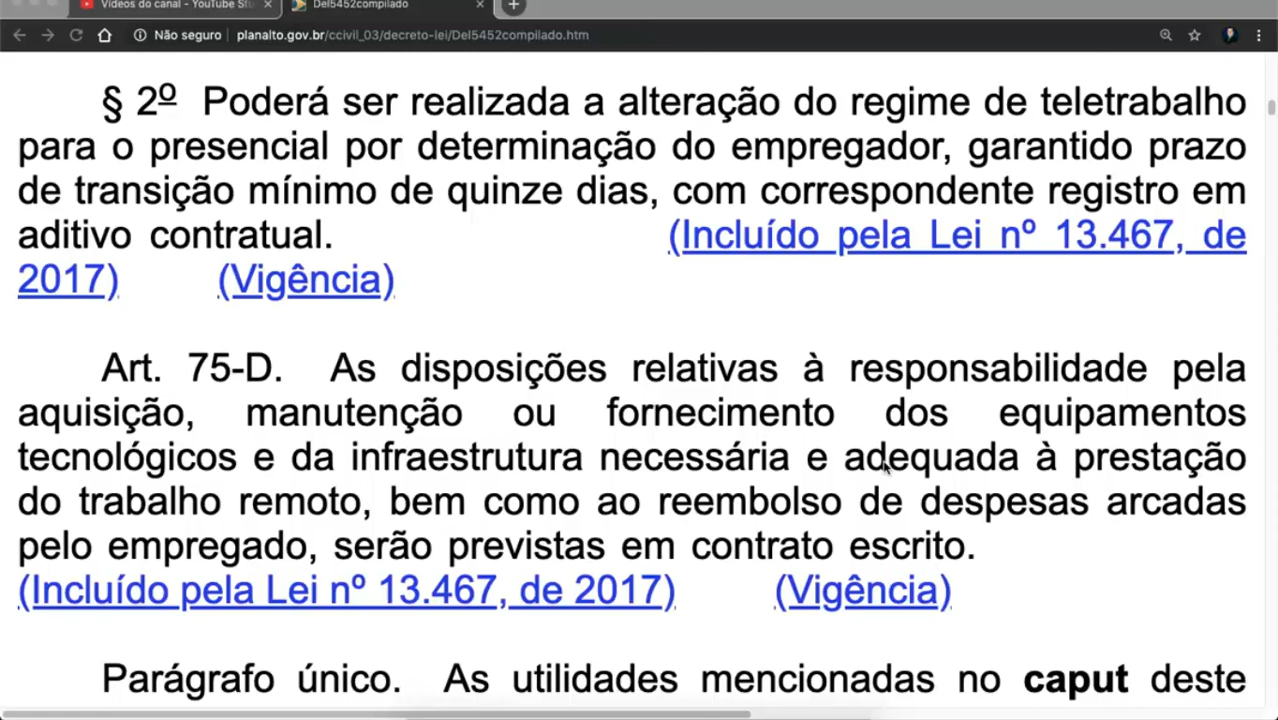 Vídeos do canal - YouTube Stu
Del5452compilado
Não seguro | planalto.gov.br/ccivil_03/decreto-lei/Del5452compilado.htm
§ 2º Poderá ser realizada a alteração do regime de teletrabalho
para o presencial por determinação do empregador, garantido prazo
de transição mínimo de quinze dias, com correspondente registro em
aditivo contratual. (Incluído pela Lei nº 13.467, de
2017) (Vigência)
Art. 75-D. As disposições relativas à responsabilidade pela
aquisição, manutenção ou fornecimento dos equipamentos
tecnológicos e da infraestrutura necessária e adequada à prestação
do trabalho remoto, bem como ao reembolso de despesas arcadas
pelo empregado, serão previstas em contrato escrito.
(Incluído pela Lei nº 13.467, de 2017) (Vigência)
Parágrafo único. As utilidades mencionadas no caput deste